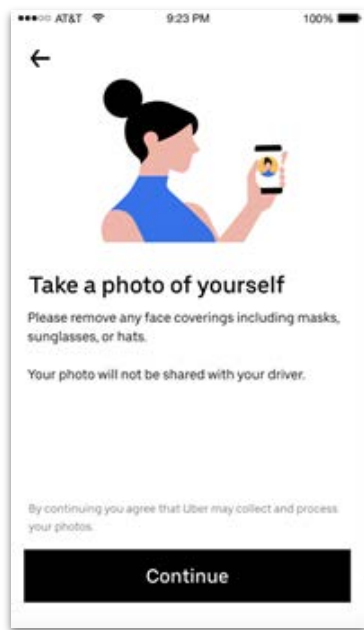 AT&T 9:23 PM 100%
Take a photo of yourself
Please remove any face coverings including masks,
sunglasses, or hats.
Your photo will not be shared with your driver.
By continuing you agree that Uber may collect and process
your photos.
Continue